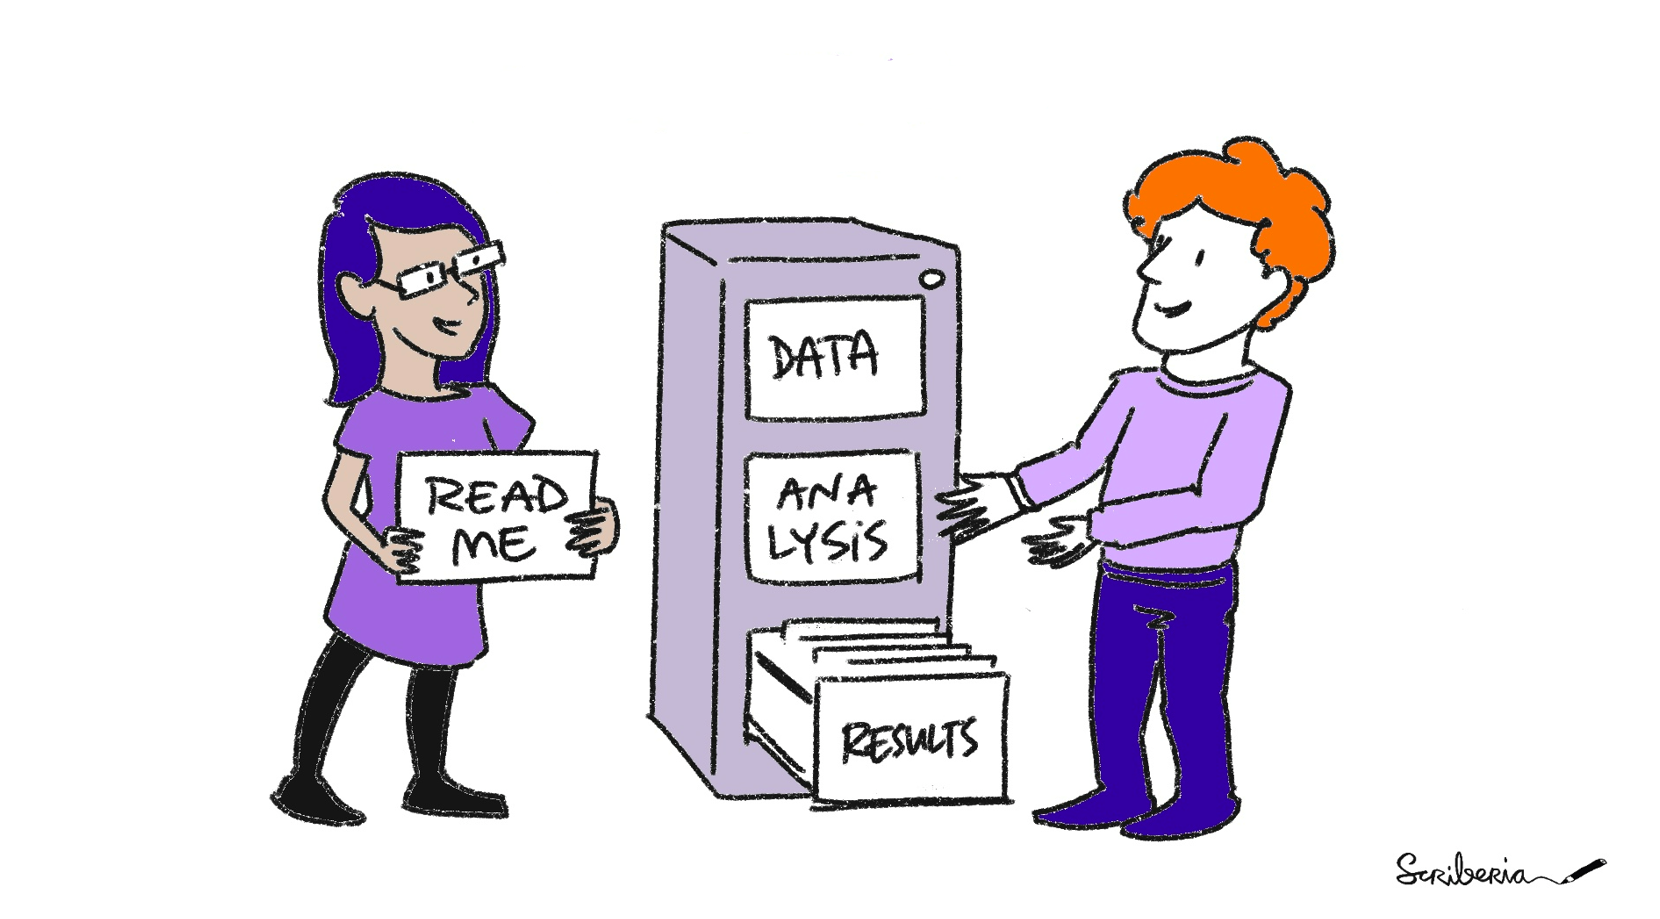 READ
ME
DATA
ANA
LYSiS
RESULTS
Scriberia